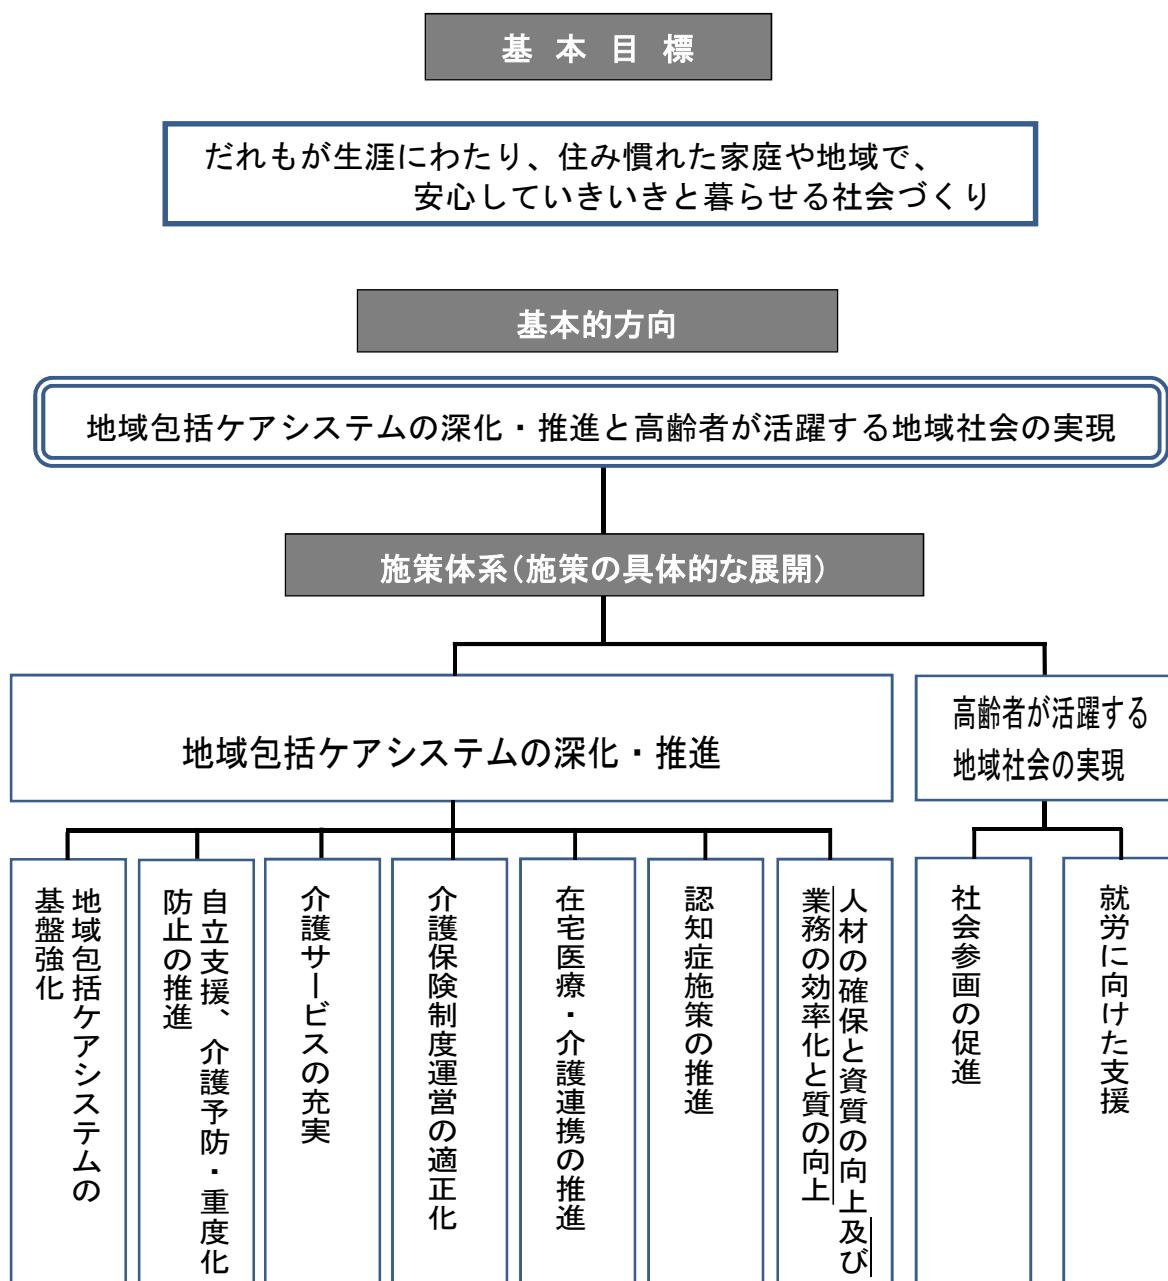 基本目標
だれもが生涯にわたり、住み慣れた家庭や地域で、
安心していきいきと暮らせる社会づくり
基本的方向
地域包括ケアシステムの深化・推進と高齢者が活躍する地域社会の実現
施策体系(施策の具体的な展開)
地域包括ケアシステムの深化・推進
高齢者が活躍する
地域社会の実現
地域包括ケアシステムの
基盤強化
自立支援、介護予防・重度化
防止の推進
介護サービスの充実
介護保険制度運営の適正化
在宅医療・介護連携の推進
認知症施策の推進
人材の確保と資質の向上及び
業務の効率化と質の向上
社会参画の促進
就労に向けた支援